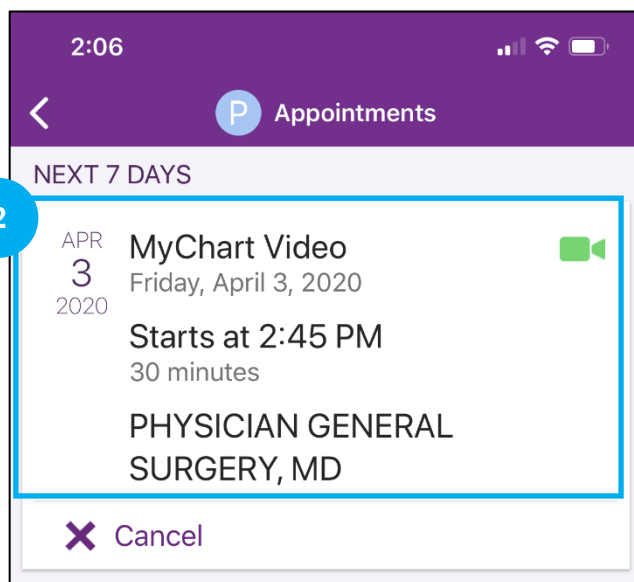 2:06
P Appointments
NEXT 7 DAYS
2
APR
3
2020
MyChart Video
Friday, April 3, 2020
Starts at 2:45 PM
30 minutes
PHYSICIAN GENERAL
SURGERY, MD
Cancel